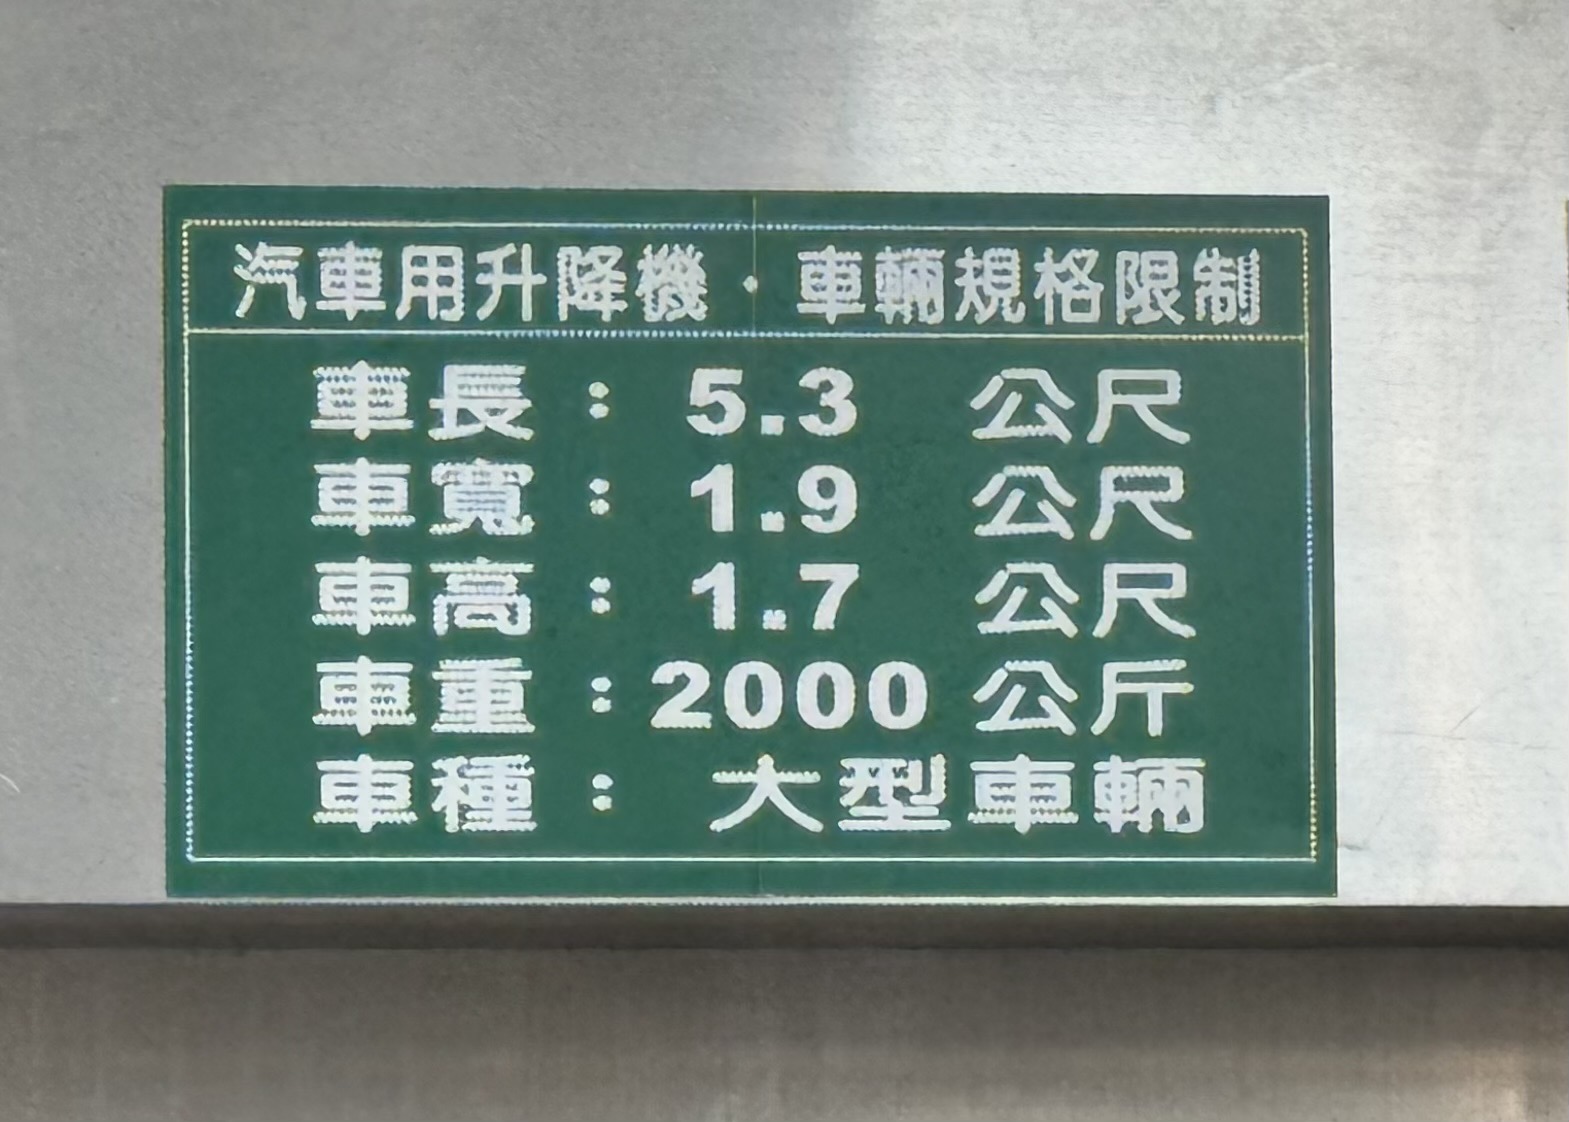 汽車用升降機．車輛規格限制
車長：5.3 公尺
車寬：1.9 公尺
車高：1.7 公尺
車重：2000 公斤
車種：大型車輛